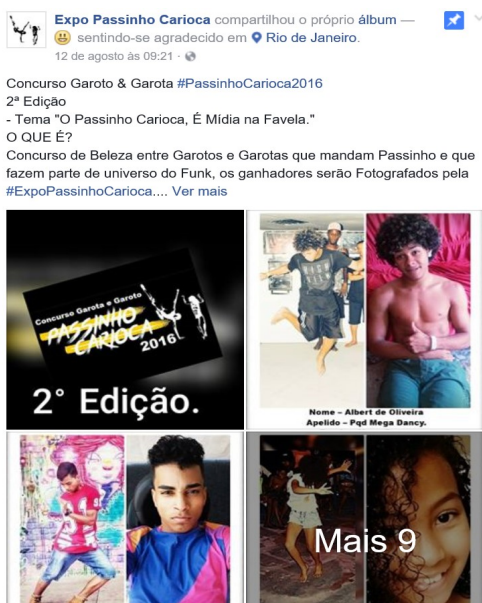 Expo Passinho Carioca compartilhou o próprio álbum —
sentindo-se agradecido em Rio de Janeiro.
12 de agosto às 09:21 ·
Concurso Garoto & Garota #PassinhoCarioca2016
2ª Edição
- Tema "O Passinho Carioca, É Mídia na Favela."
O QUE É?
Concurso de Beleza entre Garotos e Garotas que mandam Passinho e que
fazem parte de universo do Funk, os ganhadores serão Fotografados pela
#ExpoPassinhoCarioca.... Ver mais
Concurso Garota e Garoto
PASSINHO
CARIOCA
2016
2° Edição.
Nome – Albert de Oliveira
Apelido – Pqd Mega Dancy.
Mais 9